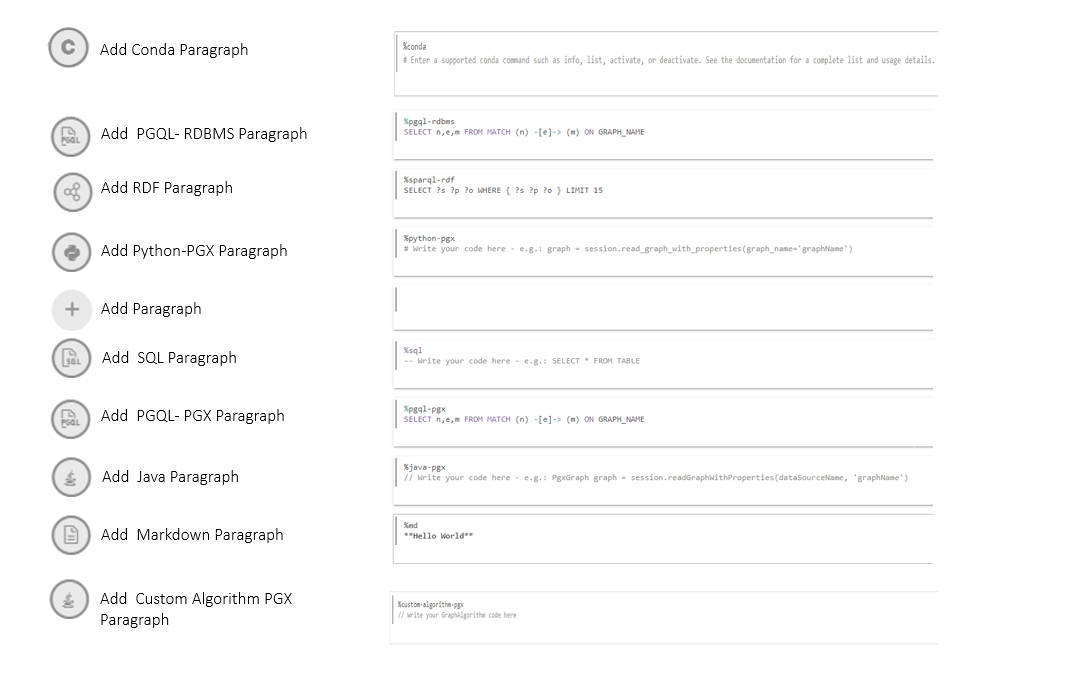 C Add Conda Paragraph
%conda
# Enter a supported conda command such as info, list, activate, or deactivate. See the documentation for a complete list and usage details.
PGQL Add PGQL- RDBMS Paragraph
%pgql-rdbms
SELECT n,e,m FROM MATCH (n) -[e]-> (m) ON GRAPH_NAME
Add RDF Paragraph
%sparql-rdf
SELECT ?s ?p ?o WHERE { ?s ?p ?o } LIMIT 15
Add Python-PGX Paragraph
%python-pgx
# Write your code here - e.g.: graph = session.read_graph_with_properties(graph_name='graphName')
+ Add Paragraph
SQL Add SQL Paragraph
%sql
-- Write your code here - e.g.: SELECT * FROM TABLE
PGQL Add PGQL- PGX Paragraph
%pgql-pgx
SELECT n,e,m FROM MATCH (n) -[e]-> (m) ON GRAPH_NAME
Add Java Paragraph
%java-pgx
// Write your code here - e.g.: PgxGraph graph = session.readGraphWithProperties(dataSourceName, 'graphName')
Add Markdown Paragraph
%md
**Hello World**
Add Custom Algorithm PGX
Paragraph
%custom-algorithm-pgx
// Write your GraphAlgorithm code here